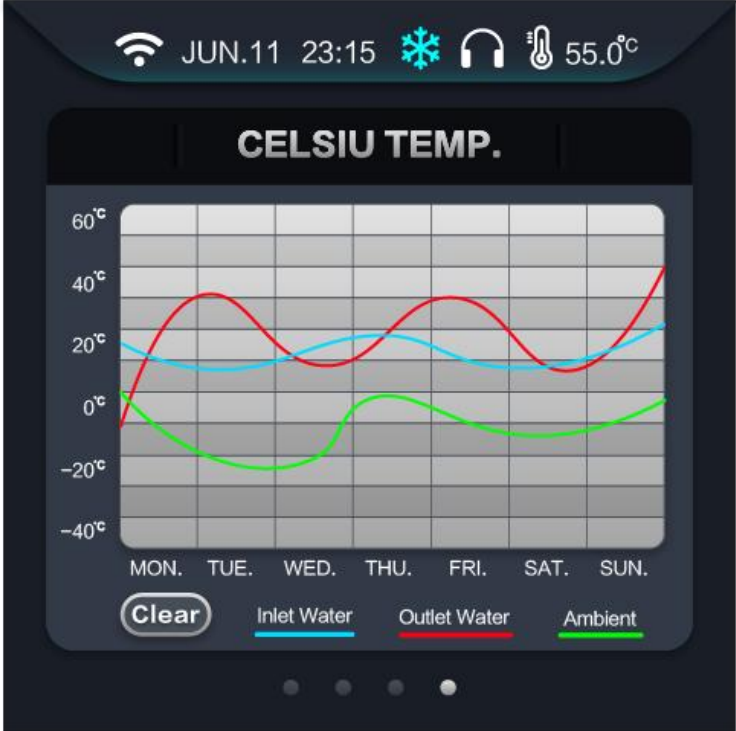 JUN.11 23:15 55.0°C
CELSIU TEMP.
60°C
40°C
20°C
0°C
−20°C
−40°C
MON. TUE. WED. THU. FRI. SAT. SUN.
Clear Inlet Water Outlet Water Ambient